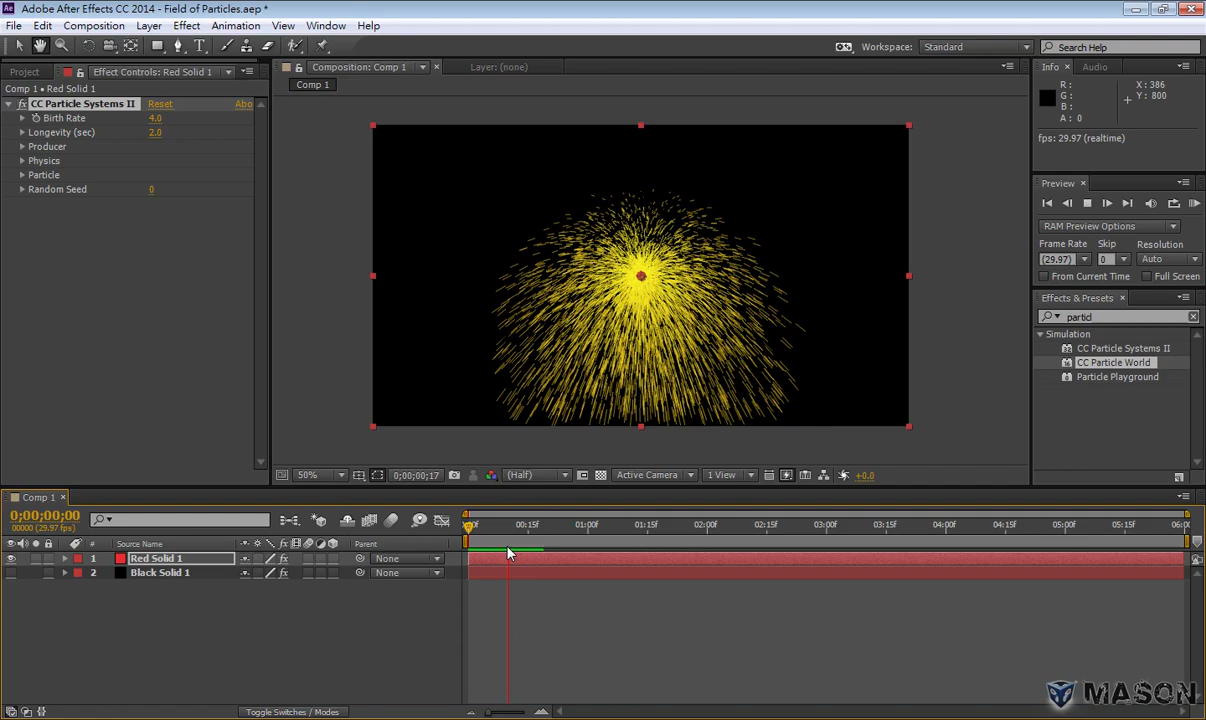 Adobe After Effects CC 2014 - Field of Particles.aep *
File Edit Composition Layer Effect Animation View Window Help
Workspace: Standard Search Help
Project Effect Controls: Red Solid 1
Composition: Comp 1 Layer: (none)
Info Audio
Comp 1 • Red Solid 1
Comp 1
CC Particle Systems II Reset Abo
Birth Rate 4.0
Longevity (sec) 2.0
Producer
Physics
Particle
Random Seed 0
R : X : 386
G : Y : 800
B :
A : 0
fps: 29.97 (realtime)
Preview
RAM Preview Options
Frame Rate Skip Resolution
(29.97) 0 Auto
From Current Time Full Screen
Effects & Presets
partid
Simulation
CC Particle Systems II
CC Particle World
Particle Playground
50% 0;00;00;17 (Half) Active Camera 1 View +0.0
Comp 1
0;00;00;00
00000 (29.97 fps)
00:15f 01:00f 01:15f 02:00f 02:15f 03:00f 03:15f 04:00f 04:15f 05:00f 05:15f
# Source Name Parent
1 Red Solid 1 None
2 Black Solid 1 None
Toggle Switches / Modes
MASON